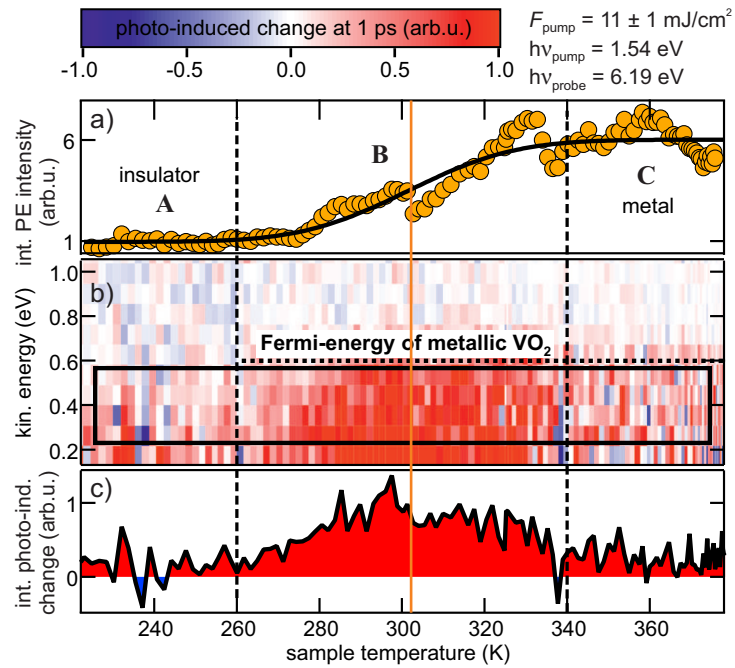 photo-induced change at 1 ps (arb.u.)
-1.0 -0.5 0.0 0.5 1.0
F_pump = 11 ± 1 mJ/cm²
hν_pump = 1.54 eV
hν_probe = 6.19 eV
a)
int. PE intensity
(arb.u.)
6
1
insulator
A
B
C
metal
b)
kin. energy (eV)
1.0
0.8
0.6
0.4
0.2
Fermi-energy of metallic VO₂
c)
int. photo-ind.
change (arb.u.)
1
0
240 260 280 300 320 340 360
sample temperature (K)